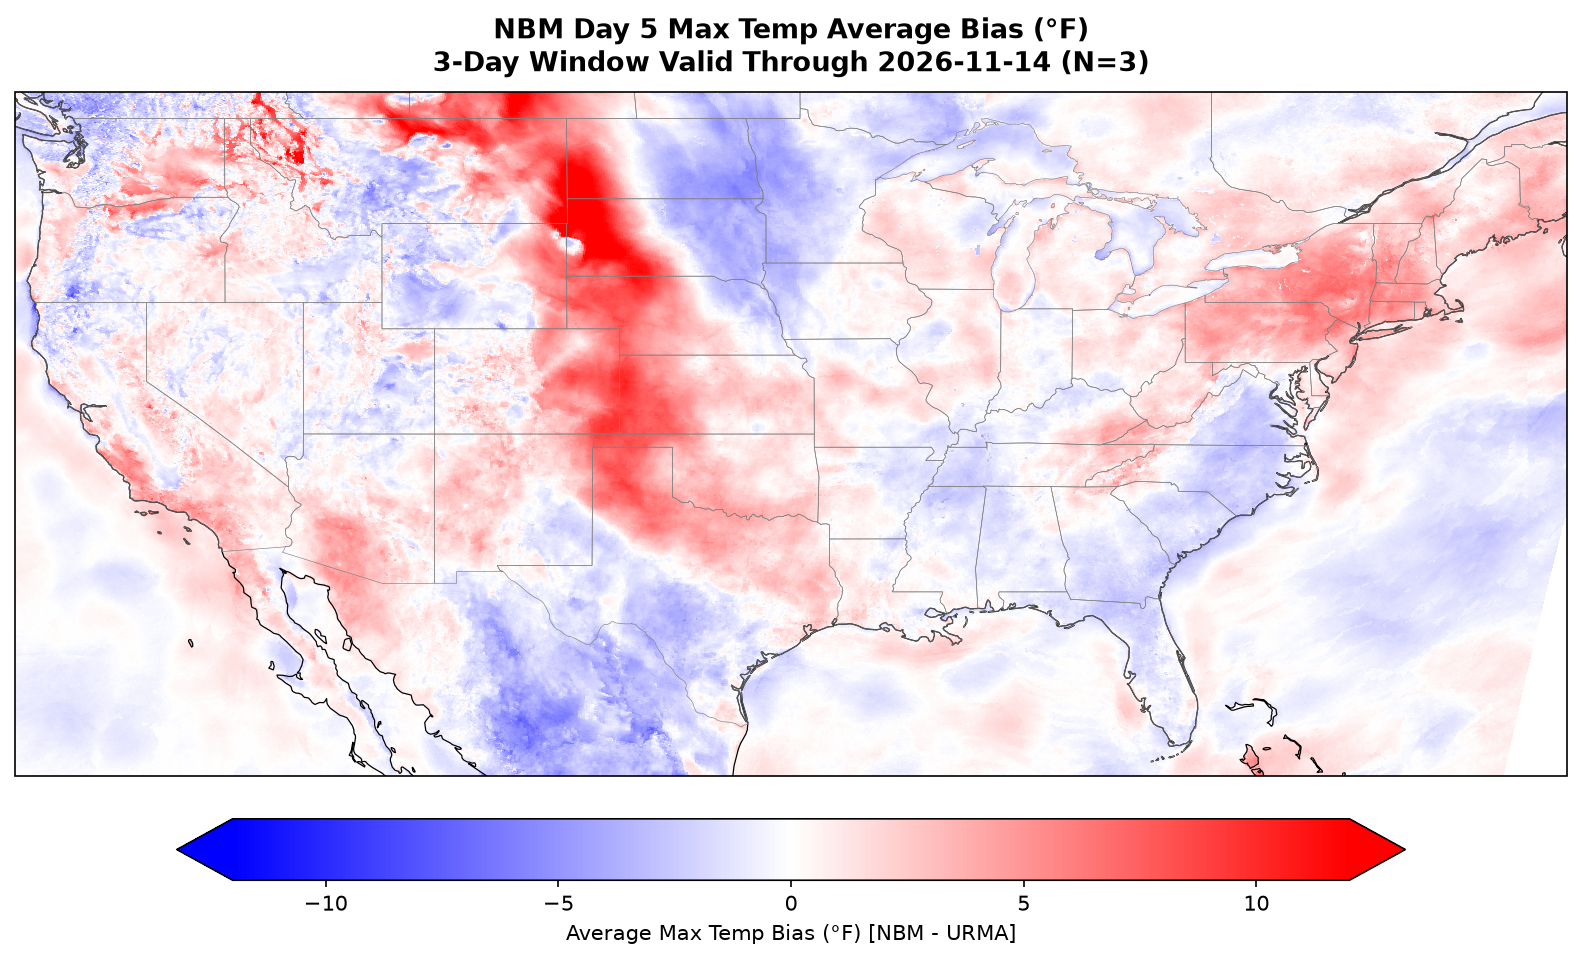 NBM Day 5 Max Temp Average Bias (°F)
3-Day Window Valid Through 2026-11-14 (N=3)
−10
−5
0
5
10
Average Max Temp Bias (°F) [NBM - URMA]